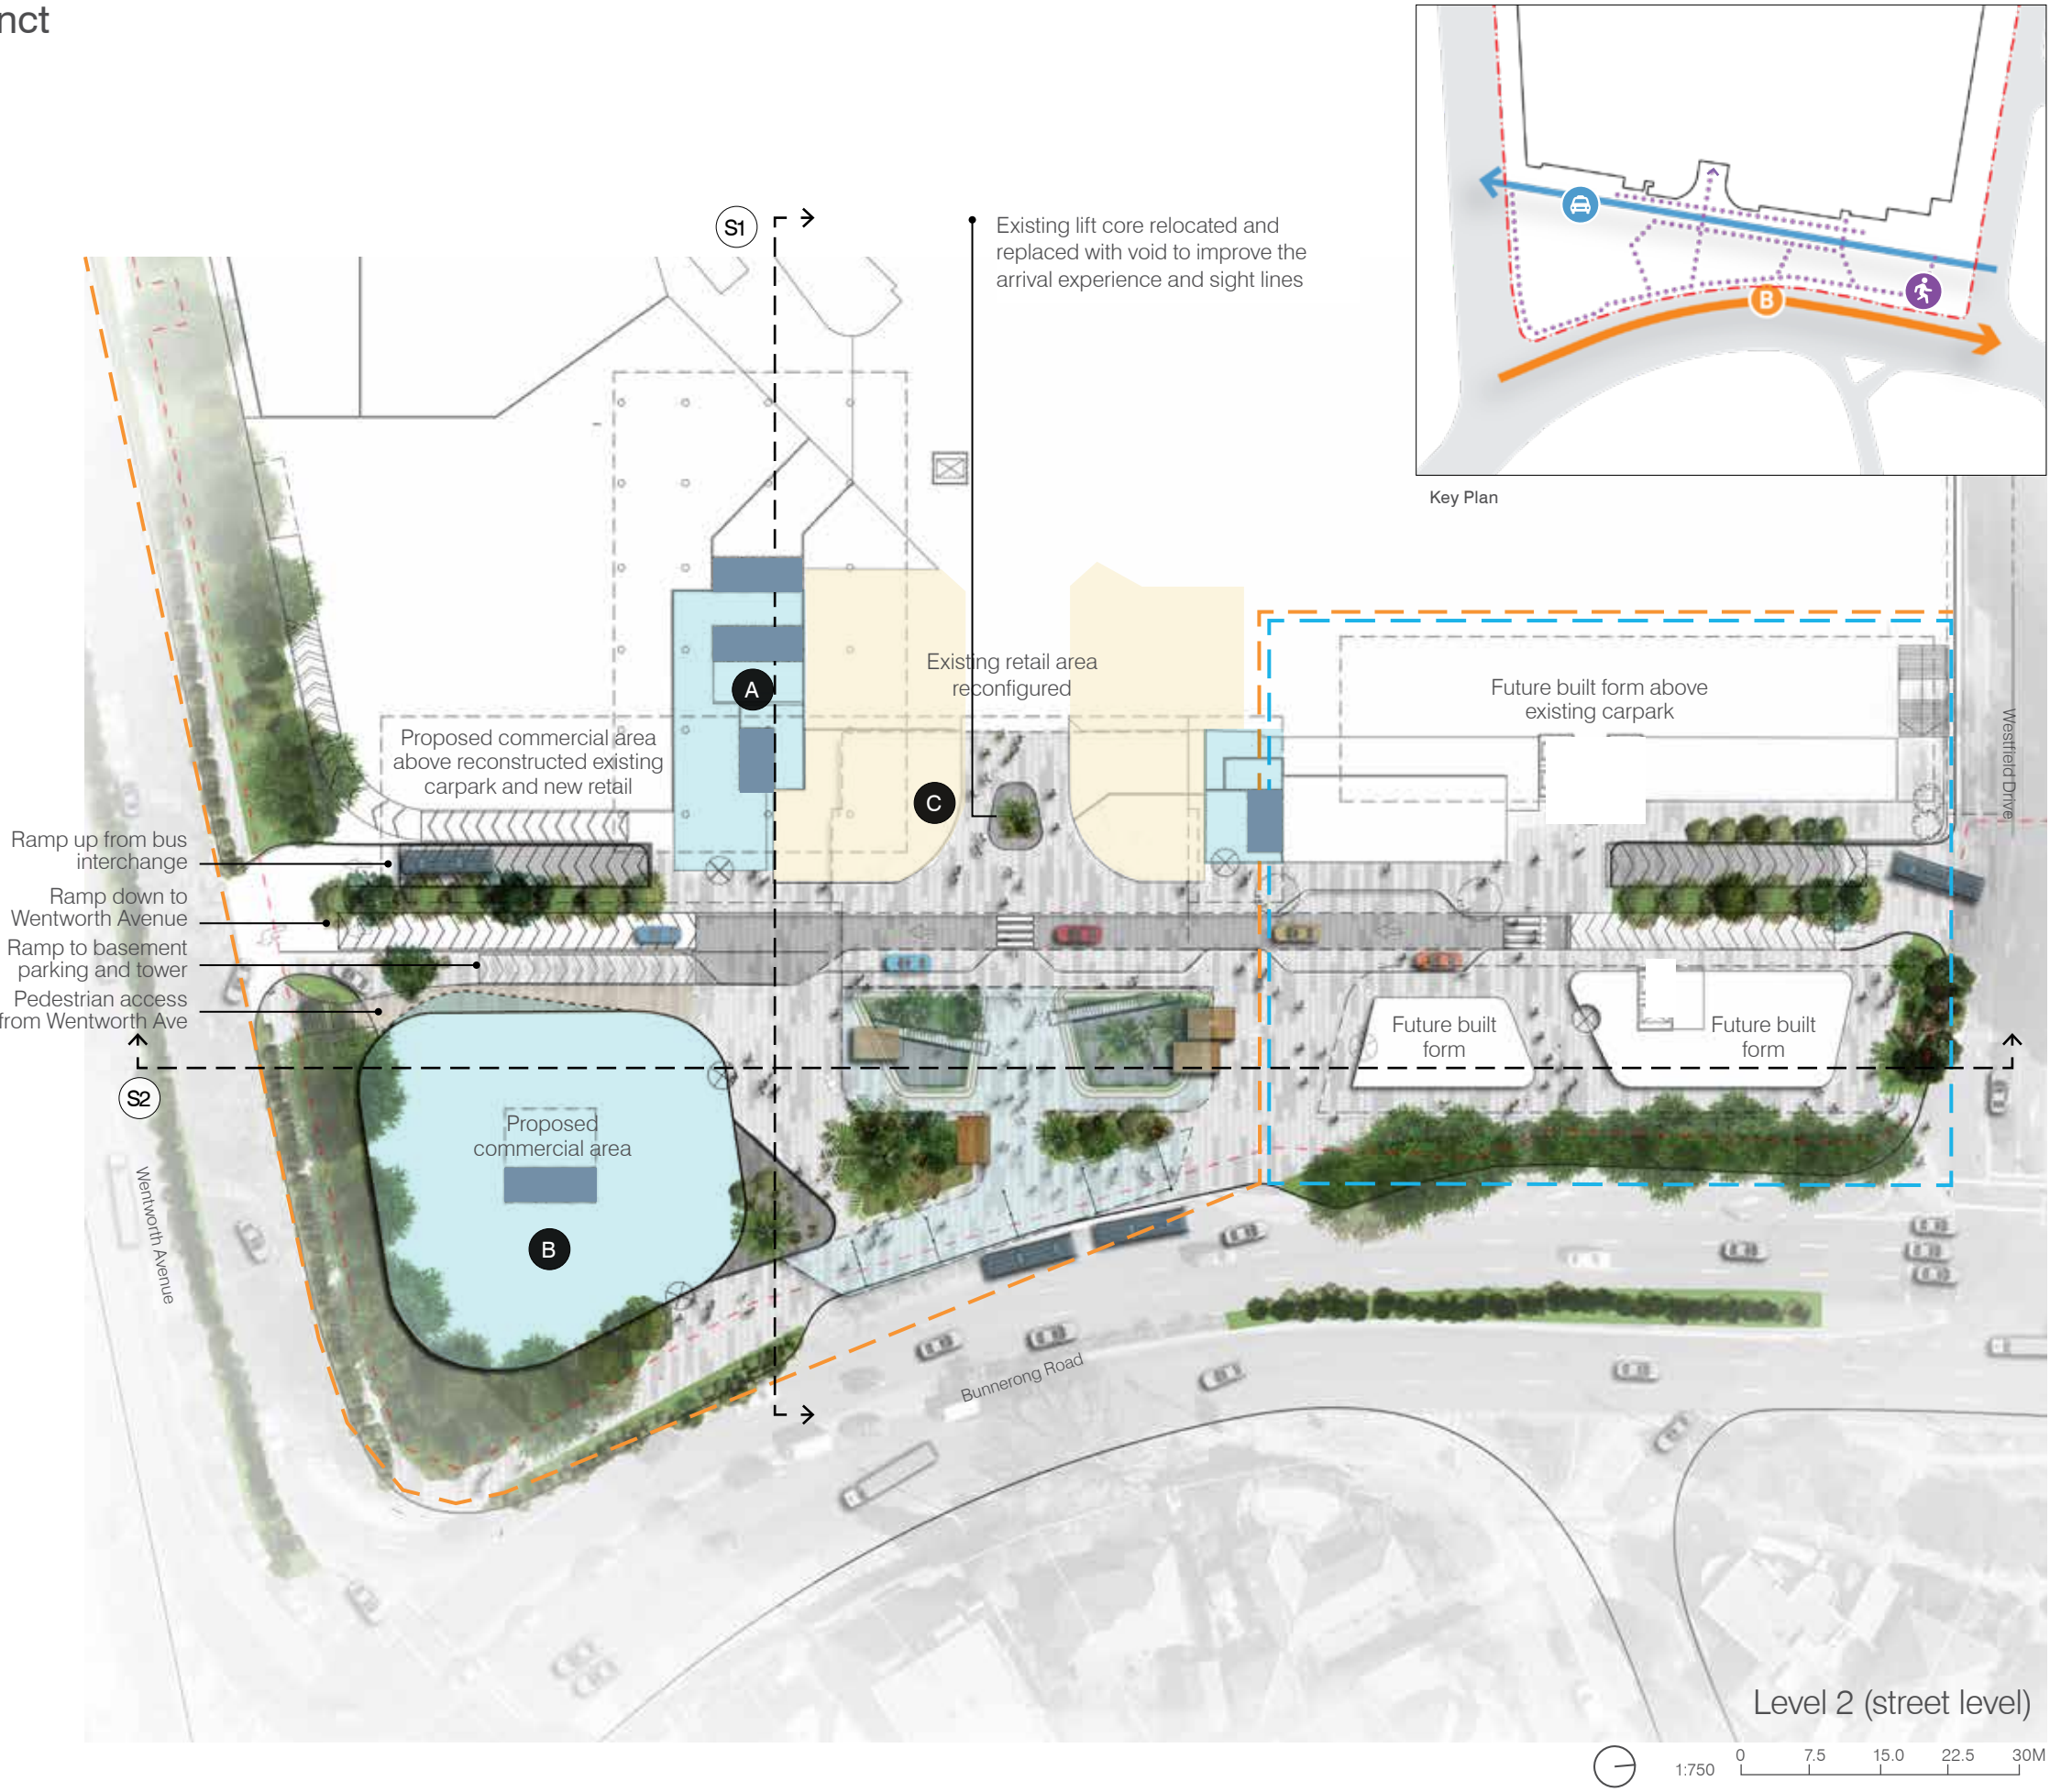 nct
S1
Existing lift core relocated and
replaced with void to improve the
arrival experience and sight lines
B
Key Plan
A
Existing retail area
reconfigured
Future built form above
existing carpark
Proposed commercial area
above reconstructed existing
carpark and new retail
C
Westfield Drive
Ramp up from bus
interchange
Ramp down to
Wentworth Avenue
Ramp to basement
parking and tower
Pedestrian access
from Wentworth Ave
Future built
form
Future built
form
S2
Proposed
commercial area
B
Wentworth Avenue
Bunnerong Road
Level 2 (street level)
1:750
0 7.5 15.0 22.5 30M